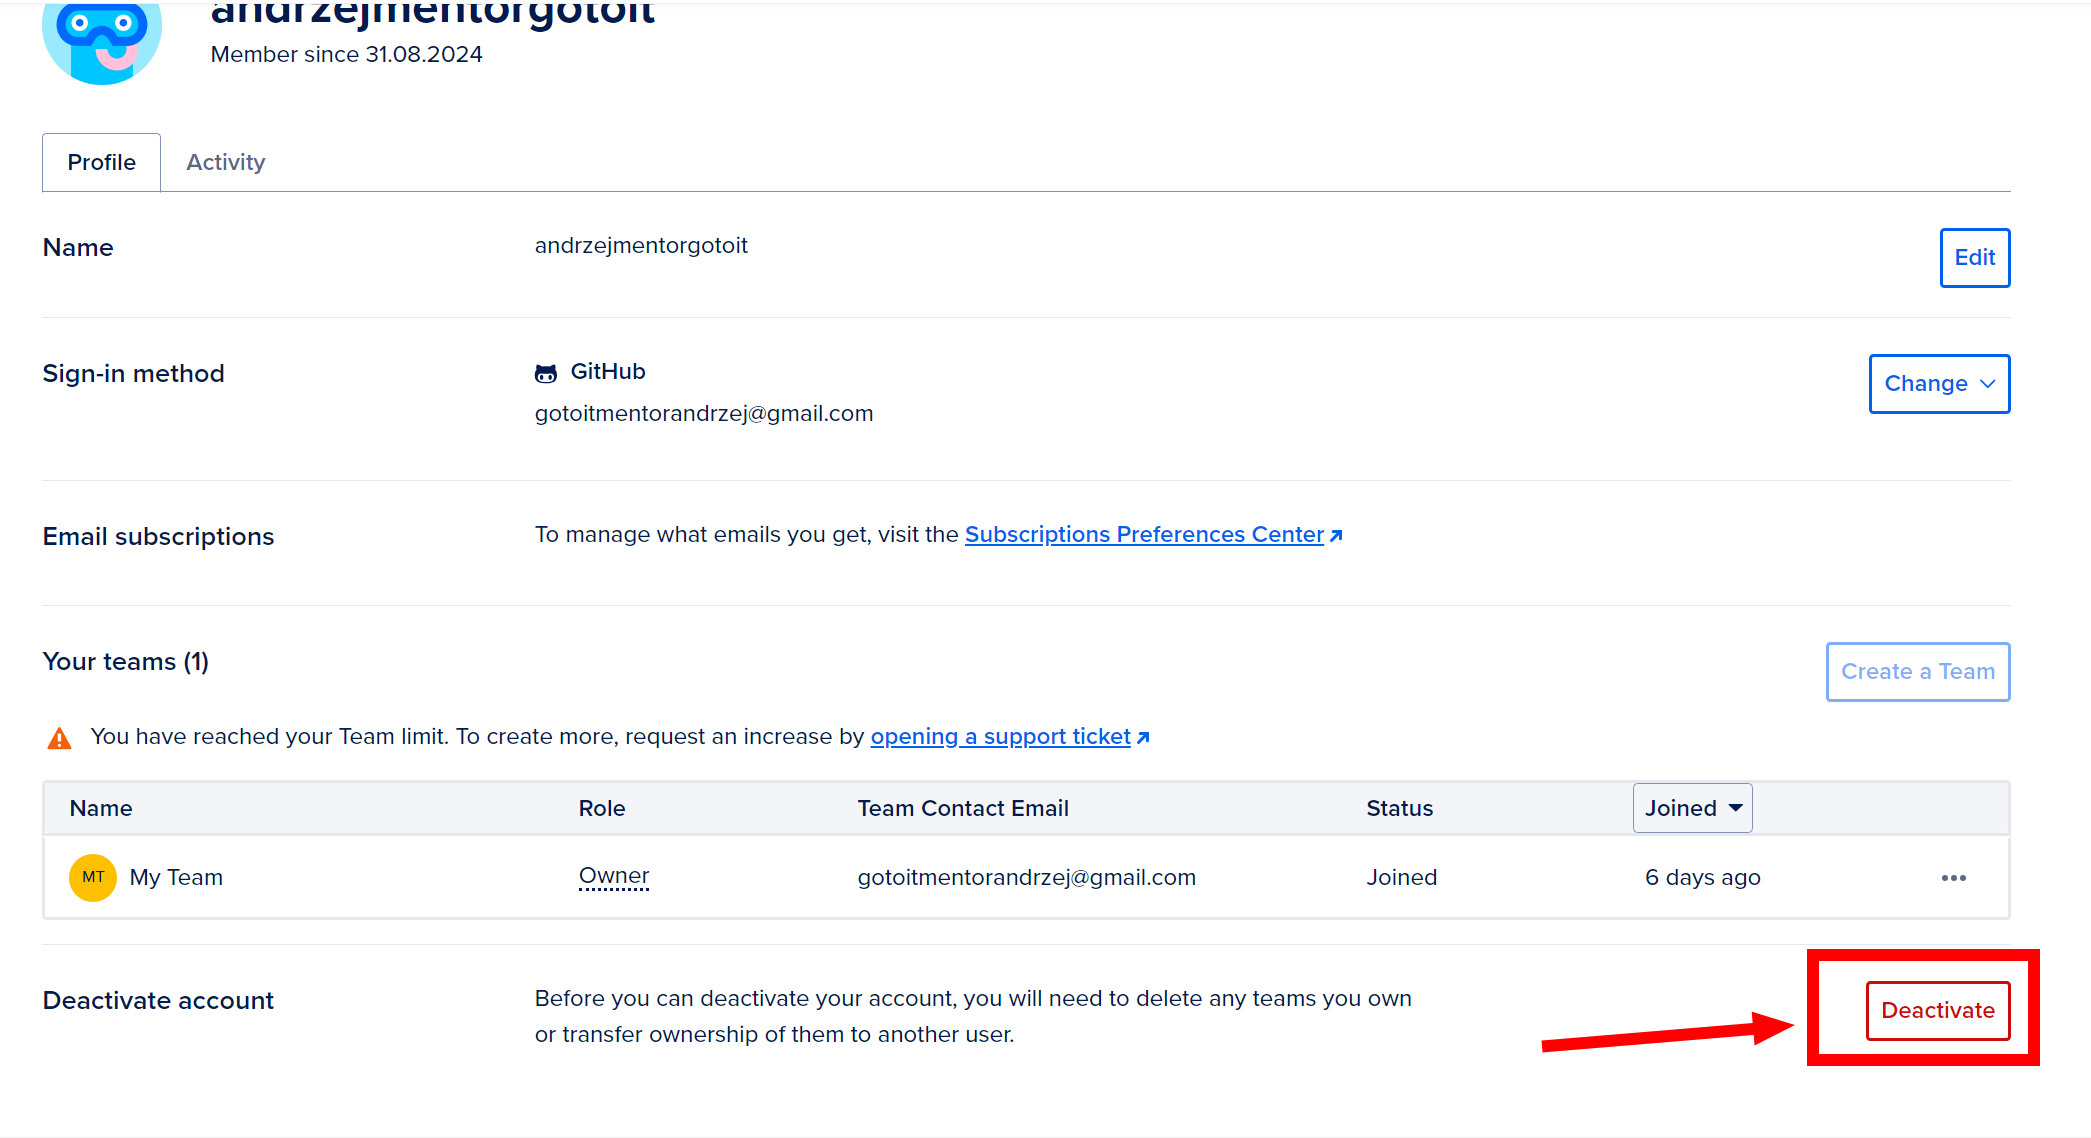 andrzejmentorgotoit
Member since 31.08.2024
Profile
Activity
Name
andrzejmentorgotoit
Edit
Sign-in method
GitHub
gotoitmentorandrzej@gmail.com
Change
Email subscriptions
To manage what emails you get, visit the Subscriptions Preferences Center
Your teams (1)
Create a Team
You have reached your Team limit. To create more, request an increase by opening a support ticket
Name Role Team Contact Email Status Joined
MT My Team Owner gotoitmentorandrzej@gmail.com Joined 6 days ago
Deactivate account
Before you can deactivate your account, you will need to delete any teams you own
or transfer ownership of them to another user.
Deactivate